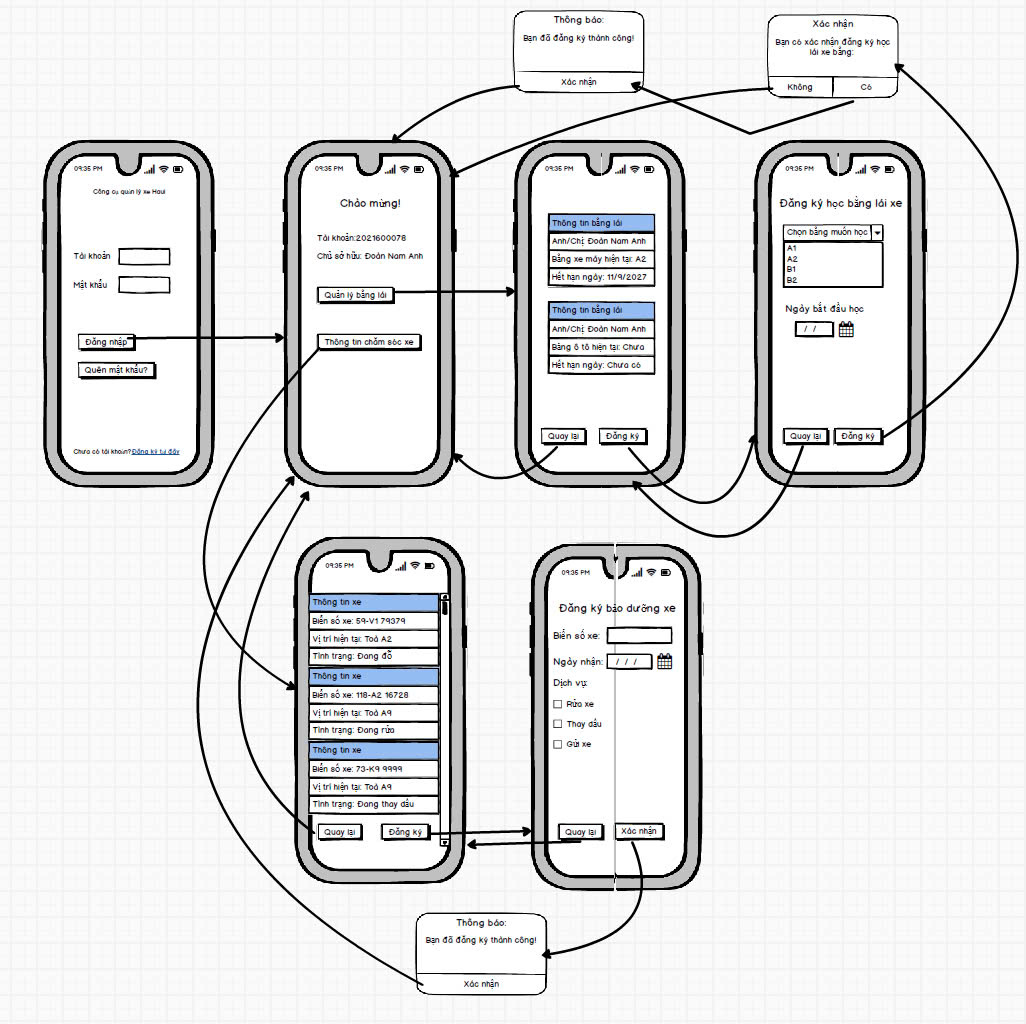 Thông báo:
Bạn đã đăng ký thành công!
Xác nhận
Xác nhận
Bạn có xác nhận đăng ký học
lái xe bằng:
Không
Có
09:35 PM
Công cụ quản lý xe Haui
Tài khoản
Mật khẩu
Đăng nhập
Quên mật khẩu?
Chưa có tài khoản? Đăng ký tại đây
09:35 PM
Chào mừng!
Tài khoản:2021600078
Chủ sở hữu: Đoàn Nam Anh
Quản lý bằng lái
Thông tin chăm sóc xe
09:35 PM
Thông tin bằng lái
Anh/Chị: Đoàn Nam Anh
Bằng xe máy hiện tại: A2
Hết hạn ngày: 11/9/2027
Thông tin bằng lái
Anh/Chị: Đoàn Nam Anh
Bằng ô tô hiện tại: Chưa
Hết hạn ngày: Chưa có
Quay lại
Đăng ký
09:35 PM
Đăng ký học bằng lái xe
Chọn bằng muốn học
A1
A2
B1
B2
Ngày bắt đầu học
/ /
Quay lại
Đăng ký
09:35 PM
Thông tin xe
Biển số xe: 59-V1 79379
Vị trí hiện tại: Toà A2
Tình trạng: Đang đỗ
Thông tin xe
Biển số xe: 118-A2 16728
Vị trí hiện tại: Toà A9
Tình trạng: Đang rửa
Thông tin xe
Biển số xe: 73-K9 9999
Vị trí hiện tại: Toà A9
Tình trạng: Đang thay dầu
Quay lại
Đăng ký
09:35 PM
Đăng ký bảo dưỡng xe
Biển số xe:
Ngày nhận: / / /
Dịch vụ:
Rửa xe
Thay dầu
Gửi xe
Quay lại
Xác nhận
Thông báo:
Bạn đã đăng ký thành công!
Xác nhận